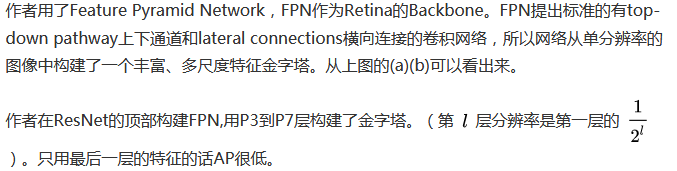 作者用了Feature Pyramid Network，FPN作为Retina的Backbone。FPN提出标准的有top-
down pathway上下通道和lateral connections横向连接的卷积网络，所以网络从单分辨率的
图像中构建了一个丰富、多尺度特征金字塔。从上图的(a)(b)可以看出来。
作者在ResNet的顶部构建FPN,用P3到P7层构建了金字塔。（第 l 层分辨率是第一层的 1/2^l
）。只用最后一层的特征的话AP很低。